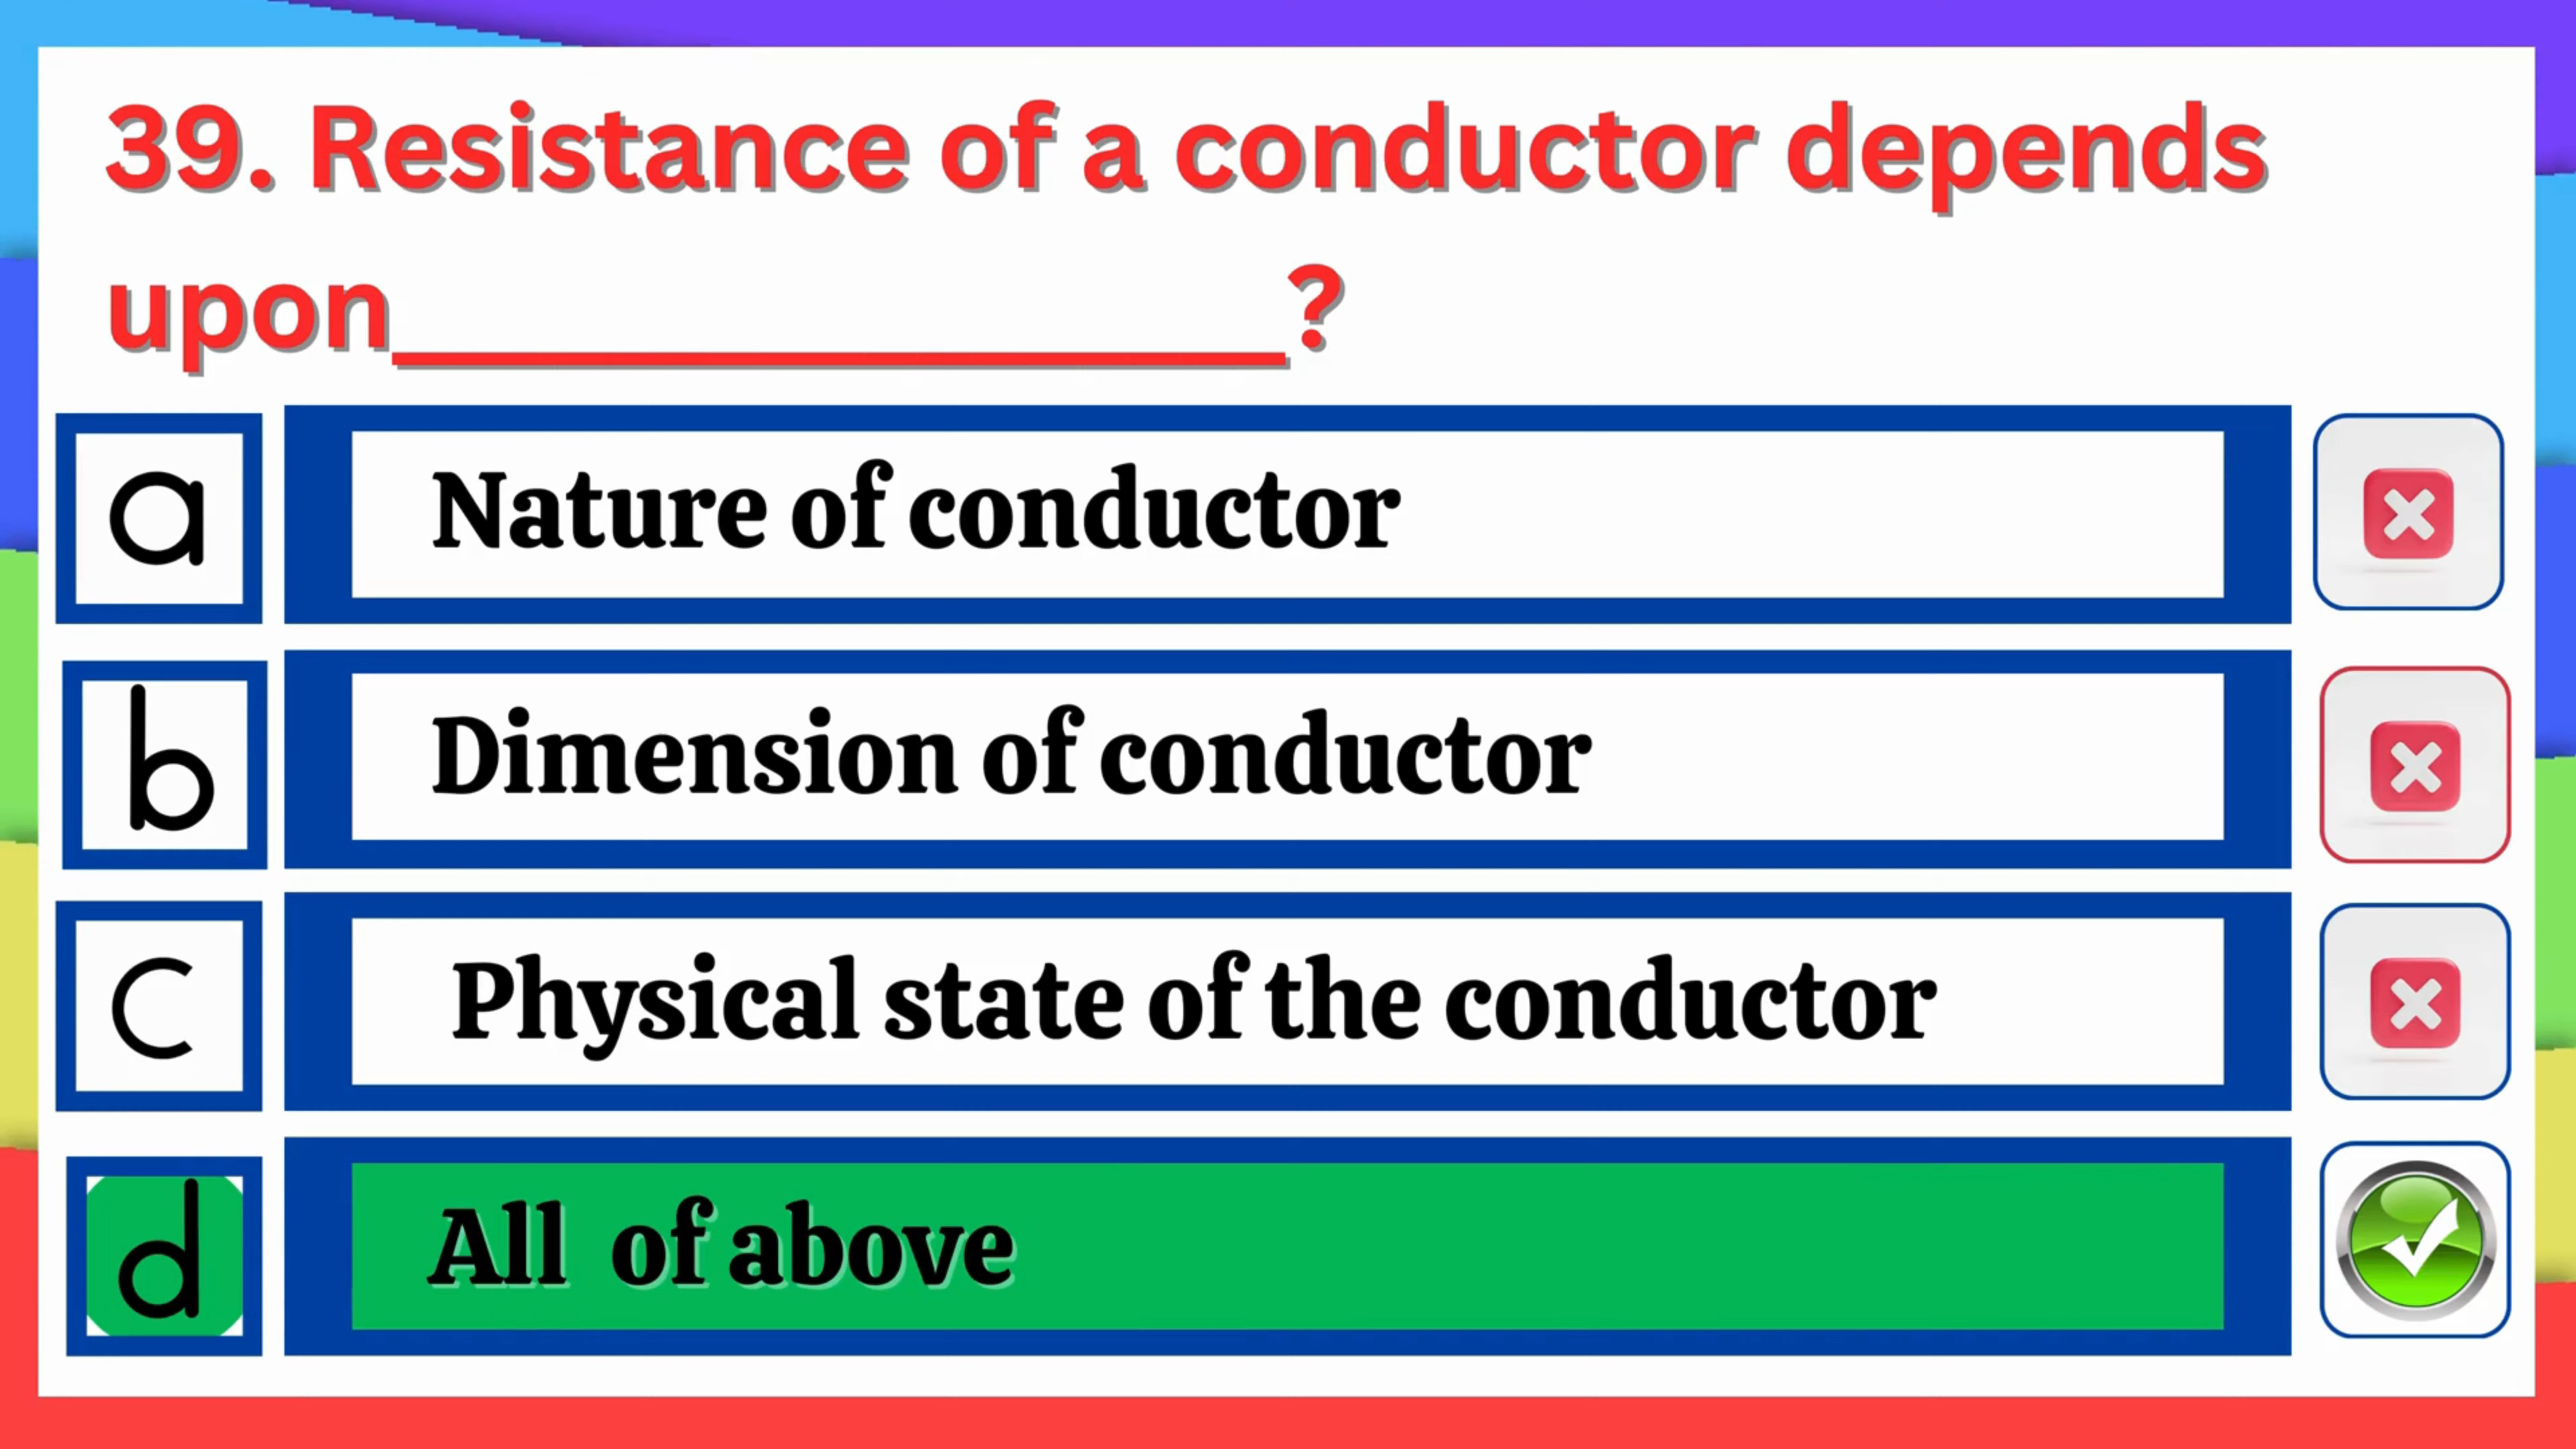 39. Resistance of a conductor depends
upon________________?
a Nature of conductor
b Dimension of conductor
c Physical state of the conductor
d All of above